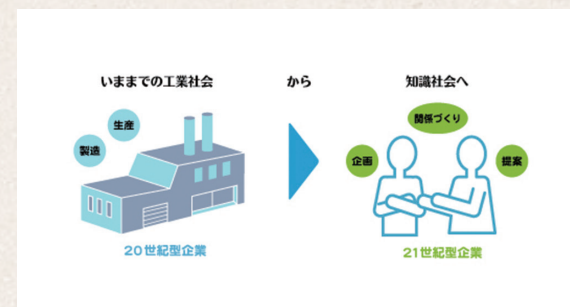 いままでの工業社会
から
知識社会へ
生産
製造
関係づくり
企画
提案
20世紀型企業
21世紀型企業